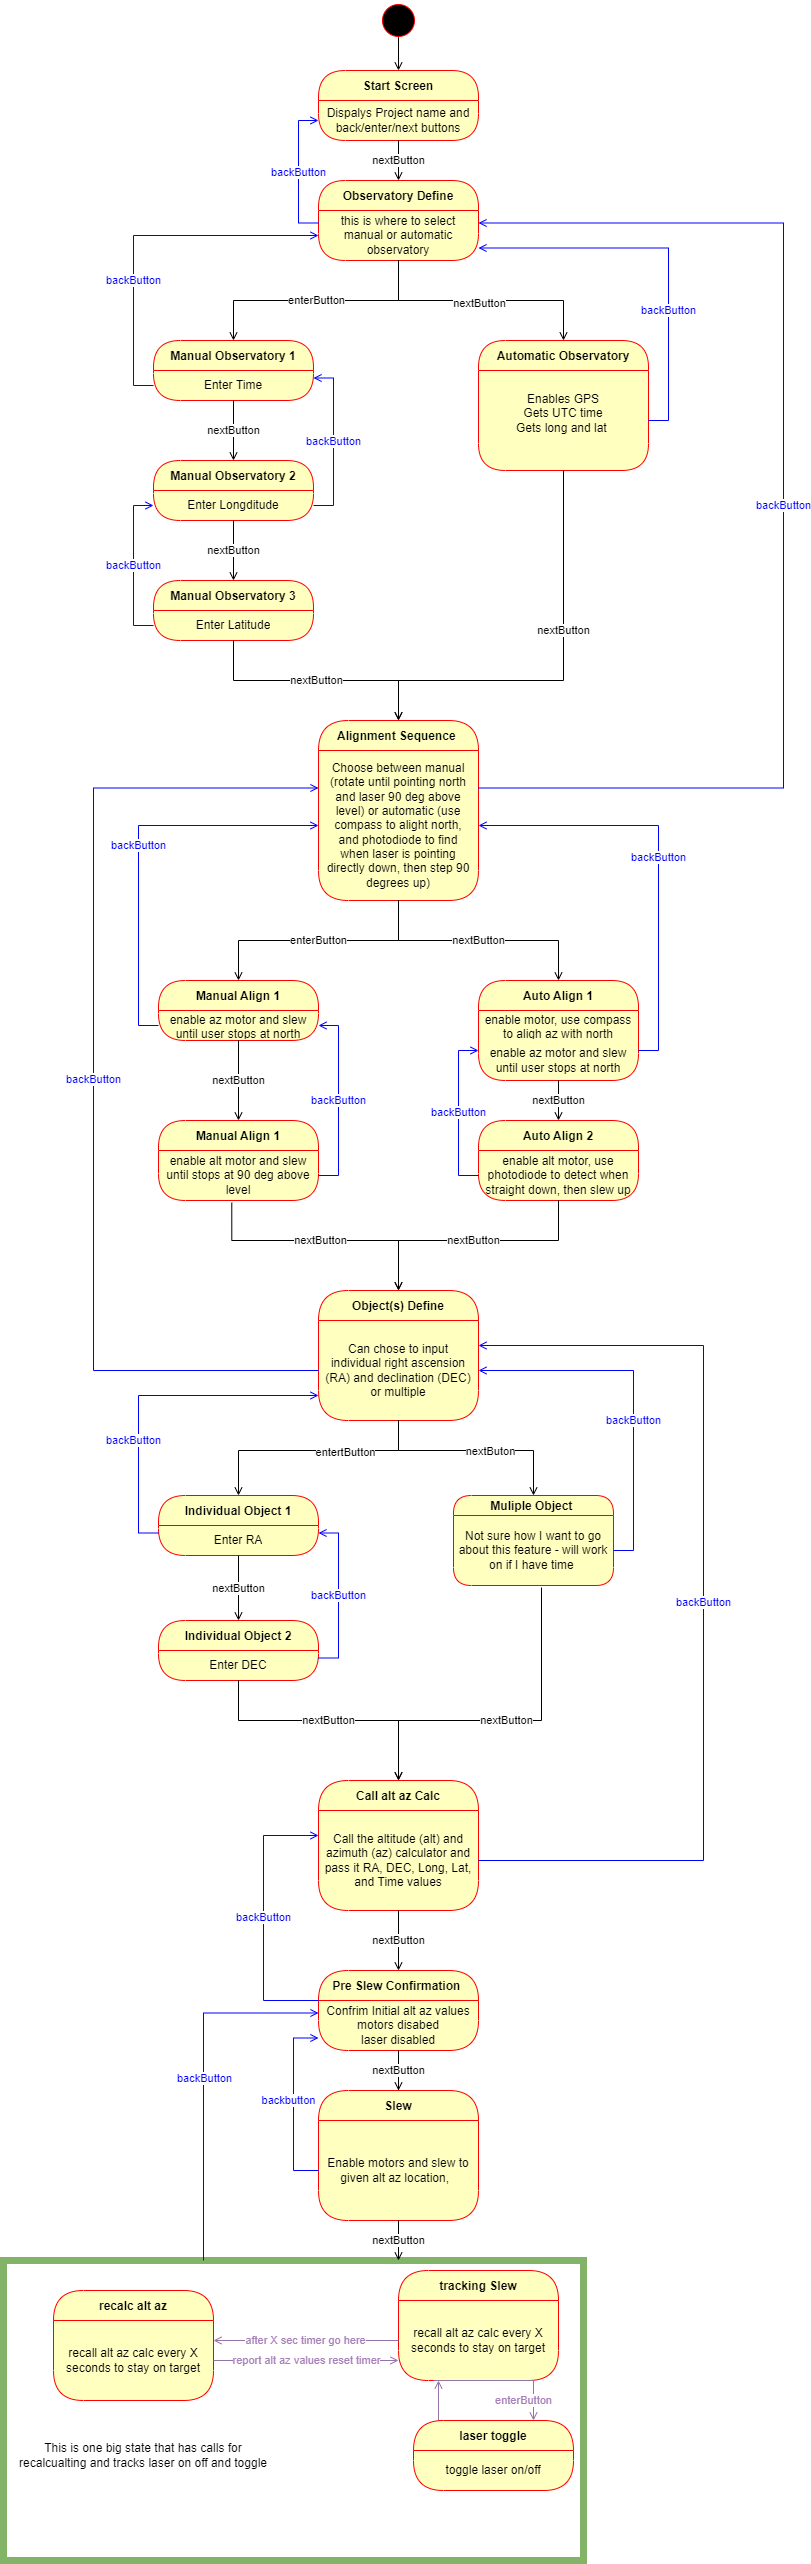 Start Screen
Dispalys Project name and
back/enter/next buttons
backButton
nextButton
Observatory Define
this is where to select
manual or automatic
observatory
backButton
enterButton
nextButton
backButton
Manual Observatory 1
Enter Time
Automatic Observatory
Enables GPS
Gets UTC time
Gets long and lat
nextButton
backButton
Manual Observatory 2
Enter Longditude
backButton
nextButton
backButton
Manual Observatory 3
Enter Latitude
nextButton
nextButton
Alignment Sequence
Choose between manual
(rotate until pointing north
and laser 90 deg above
level) or automatic (use
compass to alight north,
and photodiode to find
when laser is pointing
directly down, then step 90
degrees up)
backButton
backButton
enterButton
nextButton
Manual Align 1
enable az motor and slew
until user stops at north
Auto Align 1
enable motor, use compass
to aliqh az with north
enable az motor and slew
until user stops at north
backButton
nextButton
backButton
nextButton
backButton
Manual Align 1
enable alt motor and slew
until stops at 90 deg above
level
Auto Align 2
enable alt motor, use
photodiode to detect when
straight down, then slew up
nextButton
nextButton
Object(s) Define
Can chose to input
individual right ascension
(RA) and declination (DEC)
or multiple
backButton
backButton
entertButton
nextButon
Individual Object 1
Enter RA
Muliple Object
Not sure how I want to go
about this feature - will work
on if I have time
nextButton
backButton
backButton
Individual Object 2
Enter DEC
nextButton
nextButton
Call alt az Calc
Call the altitude (alt) and
azimuth (az) calculator and
pass it RA, DEC, Long, Lat,
and Time values
backButton
nextButton
Pre Slew Confirmation
Confrim Initial alt az values
motors disabed
laser disabled
backButton
nextButton
backbutton
Slew
Enable motors and slew to
given alt az location,
nextButton
tracking Slew
recall alt az calc every X
seconds to stay on target
recalc alt az
recall alt az calc every X
seconds to stay on target
after X sec timer go here
report alt az values reset timer
enterButton
laser toggle
toggle laser on/off
This is one big state that has calls for
recalcualting and tracks laser on off and toggle